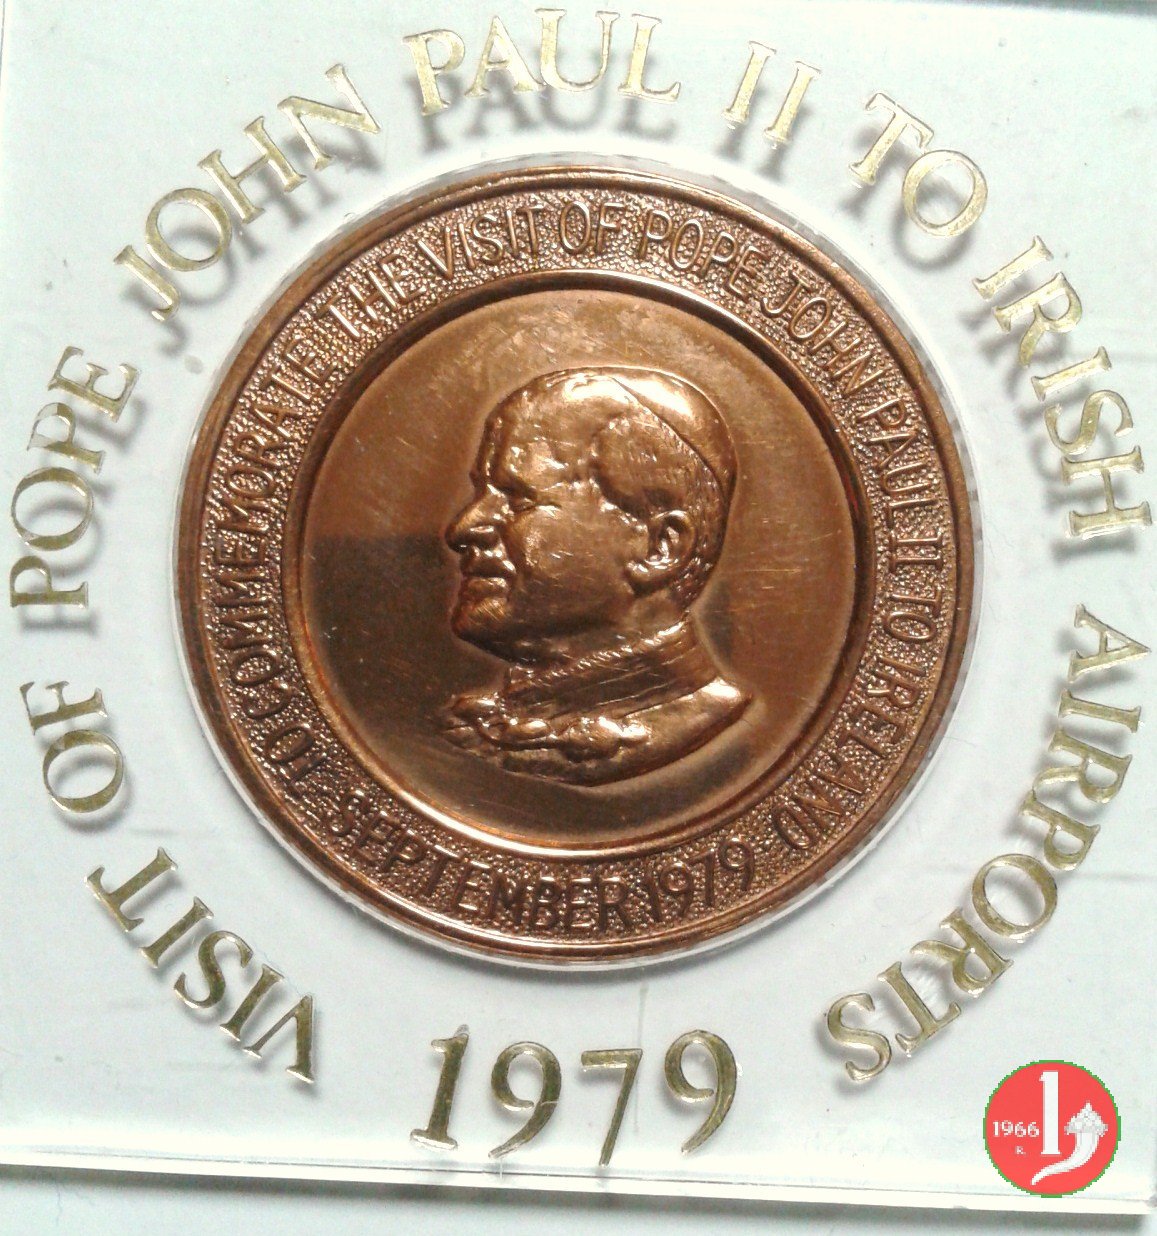 VISIT OF POPE JOHN PAUL II TO IRISH AIRPORTS
1979
TO COMMEMORATE THE VISIT OF POPE JOHN PAUL II TO IRELAND
SEPTEMBER 1979
1966
R.
1